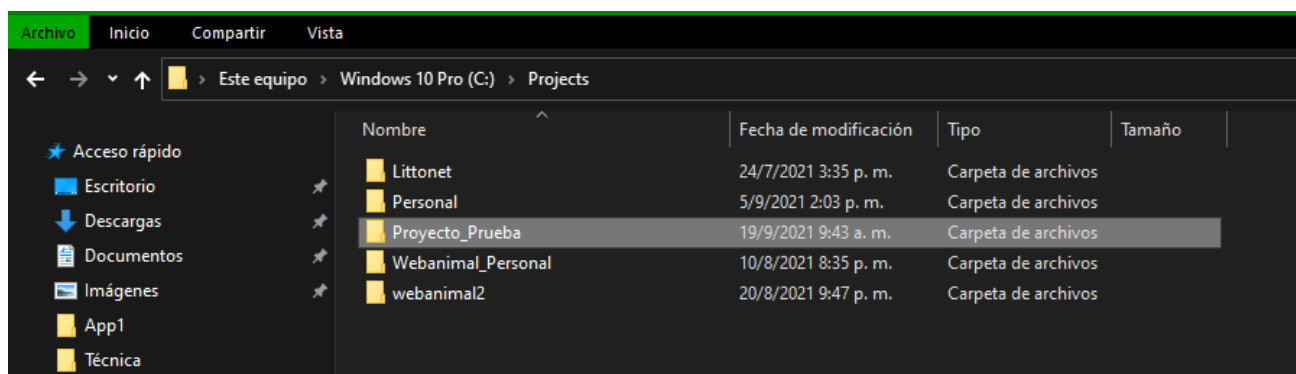 Archivo Inicio Compartir Vista
Este equipo > Windows 10 Pro (C:) > Projects
Nombre Fecha de modificación Tipo Tamaño
Acceso rápido
Escritorio
Descargas
Documentos
Imágenes
App1
Técnica
Littonet 24/7/2021 3:35 p. m. Carpeta de archivos
Personal 5/9/2021 2:03 p. m. Carpeta de archivos
Proyecto_Prueba 19/9/2021 9:43 a. m. Carpeta de archivos
Webanimal_Personal 10/8/2021 8:35 p. m. Carpeta de archivos
webanimal2 20/8/2021 9:47 p. m. Carpeta de archivos